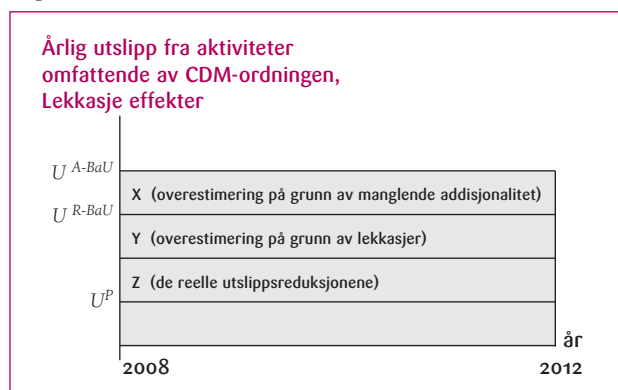 Årlig utslipp fra aktiviteter
omfattende av CDM-ordningen,
Lekkasje effekter
U A-BaU
X (overestimering på grunn av manglende addisjonalitet)
U R-BaU
Y (overestimering på grunn av lekkasjer)
Z (de reelle utslippsreduksjonene)
U P
år
2008 2012